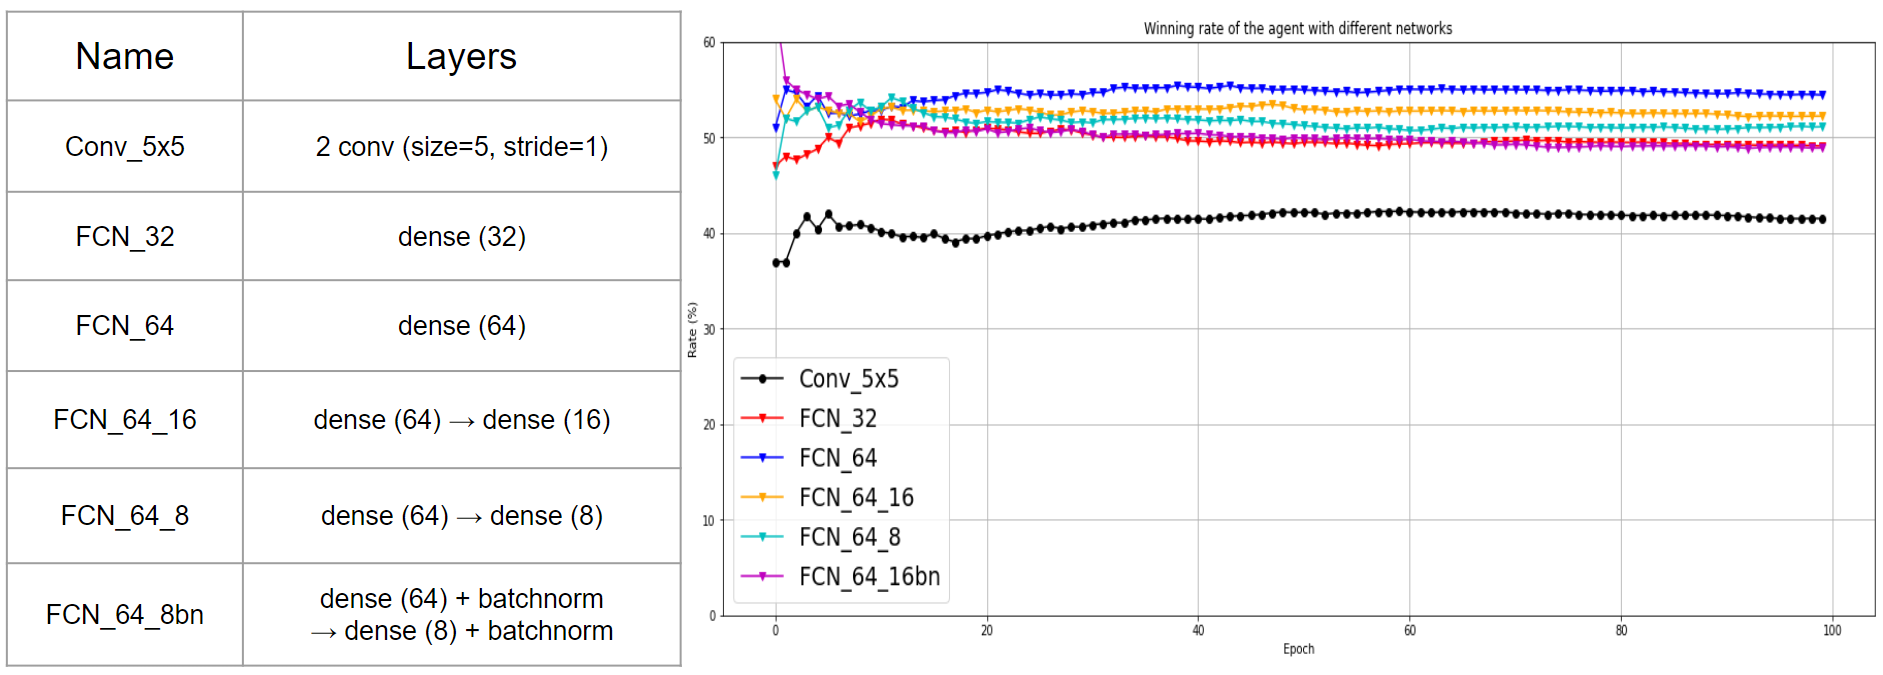 Name Layers
Conv_5x5 2 conv (size=5, stride=1)
FCN_32 dense (32)
FCN_64 dense (64)
FCN_64_16 dense (64) → dense (16)
FCN_64_8 dense (64) → dense (8)
FCN_64_8bn dense (64) + batchnorm
→ dense (8) + batchnorm
Winning rate of the agent with different networks
60
50
40
30
20
10
0
Rate (%)
Conv_5x5
FCN_32
FCN_64
FCN_64_16
FCN_64_8
FCN_64_16bn
0 20 40 60 80 100
Epoch